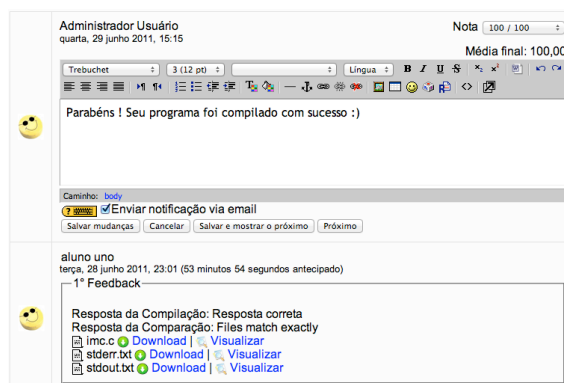 Administrador Usuário
Nota 100 / 100
quarta, 29 junho 2011, 15:15
Média final: 100,00
Trebuchet 3 (12 pt) Língua B I U S x₂ x²
Parabéns ! Seu programa foi compilado com sucesso :)
Caminho: body
Enviar notificação via email
Salvar mudanças Cancelar Salvar e mostrar o próximo Próximo
aluno uno
terça, 28 junho 2011, 23:01 (53 minutos 54 segundos antecipado)
1° Feedback
Resposta da Compilação: Resposta correta
Resposta da Comparação: Files match exactly
imc.c Download | Visualizar
stderr.txt Download | Visualizar
stdout.txt Download | Visualizar